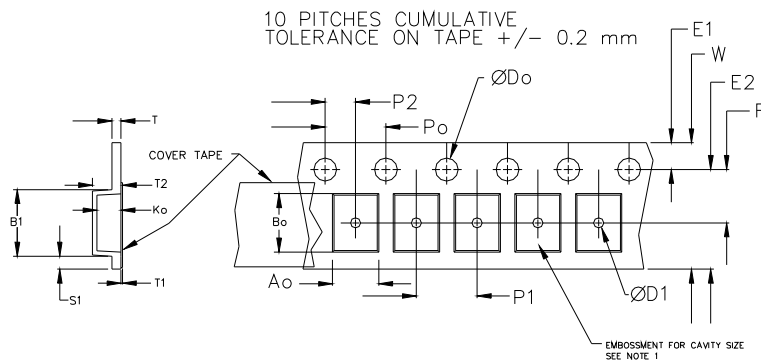 10 PITCHES CUMULATIVE
TOLERANCE ON TAPE +/- 0.2 mm
E1
W
ØDo
E2
P2
F
Po
T
COVER TAPE
T2
B1
Ko
Bo
Ao
S1
T1
P1
ØD1
EMBOSSMENT FOR CAVITY SIZE
SEE NOTE 1